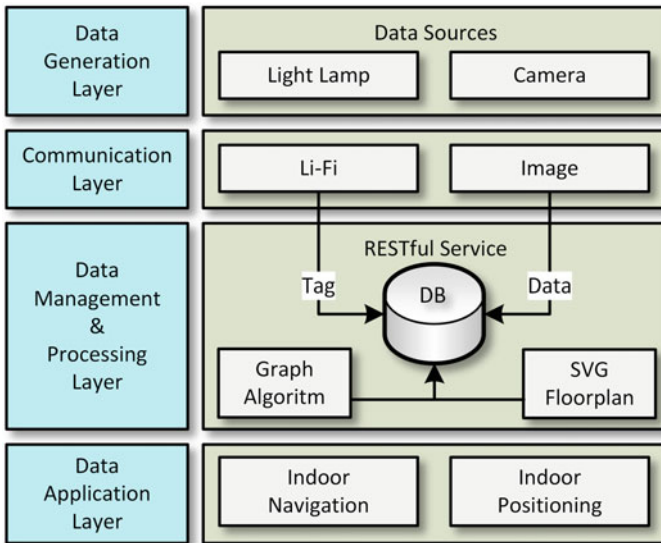 Data
Generation
Layer
Data Sources
Light Lamp
Camera
Communication
Layer
Li-Fi
Image
Data
Management
&
Processing
Layer
RESTful Service
Tag
DB
Data
Graph
Algoritm
SVG
Floorplan
Data
Application
Layer
Indoor
Navigation
Indoor
Positioning